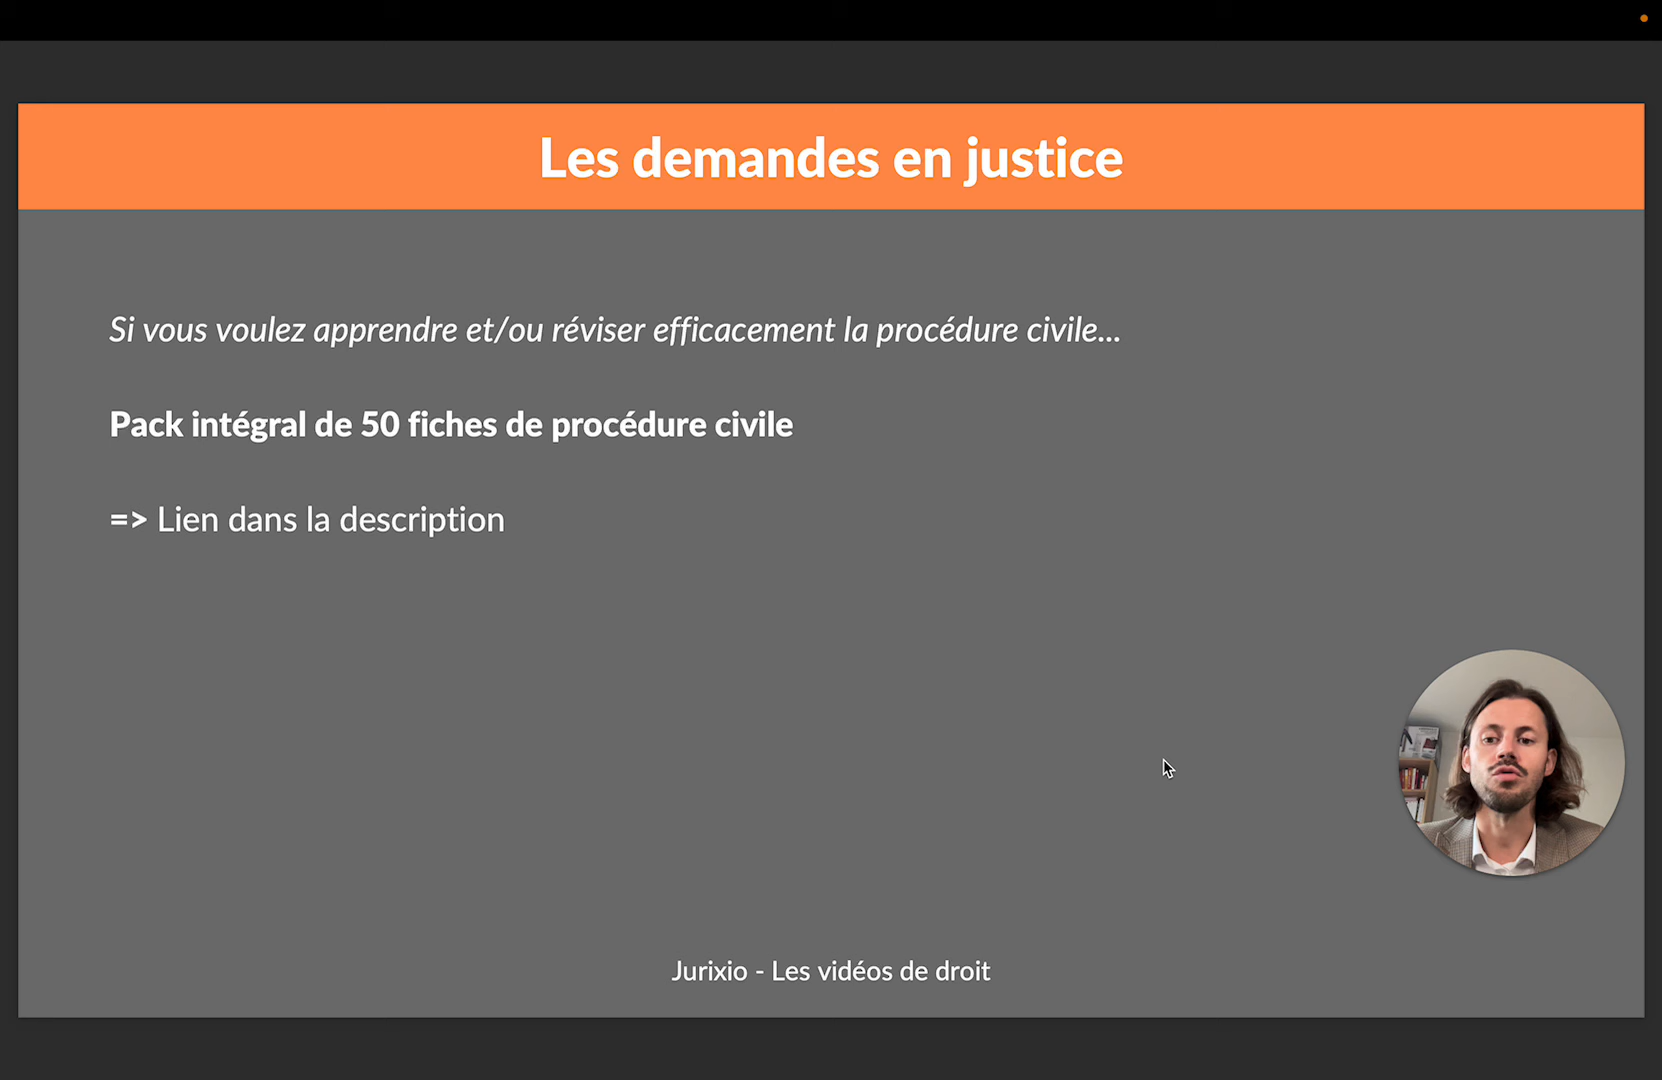 Les demandes en justice
Si vous voulez apprendre et/ou réviser efficacement la procédure civile...
Pack intégral de 50 fiches de procédure civile
=> Lien dans la description
Jurixio - Les vidéos de droit